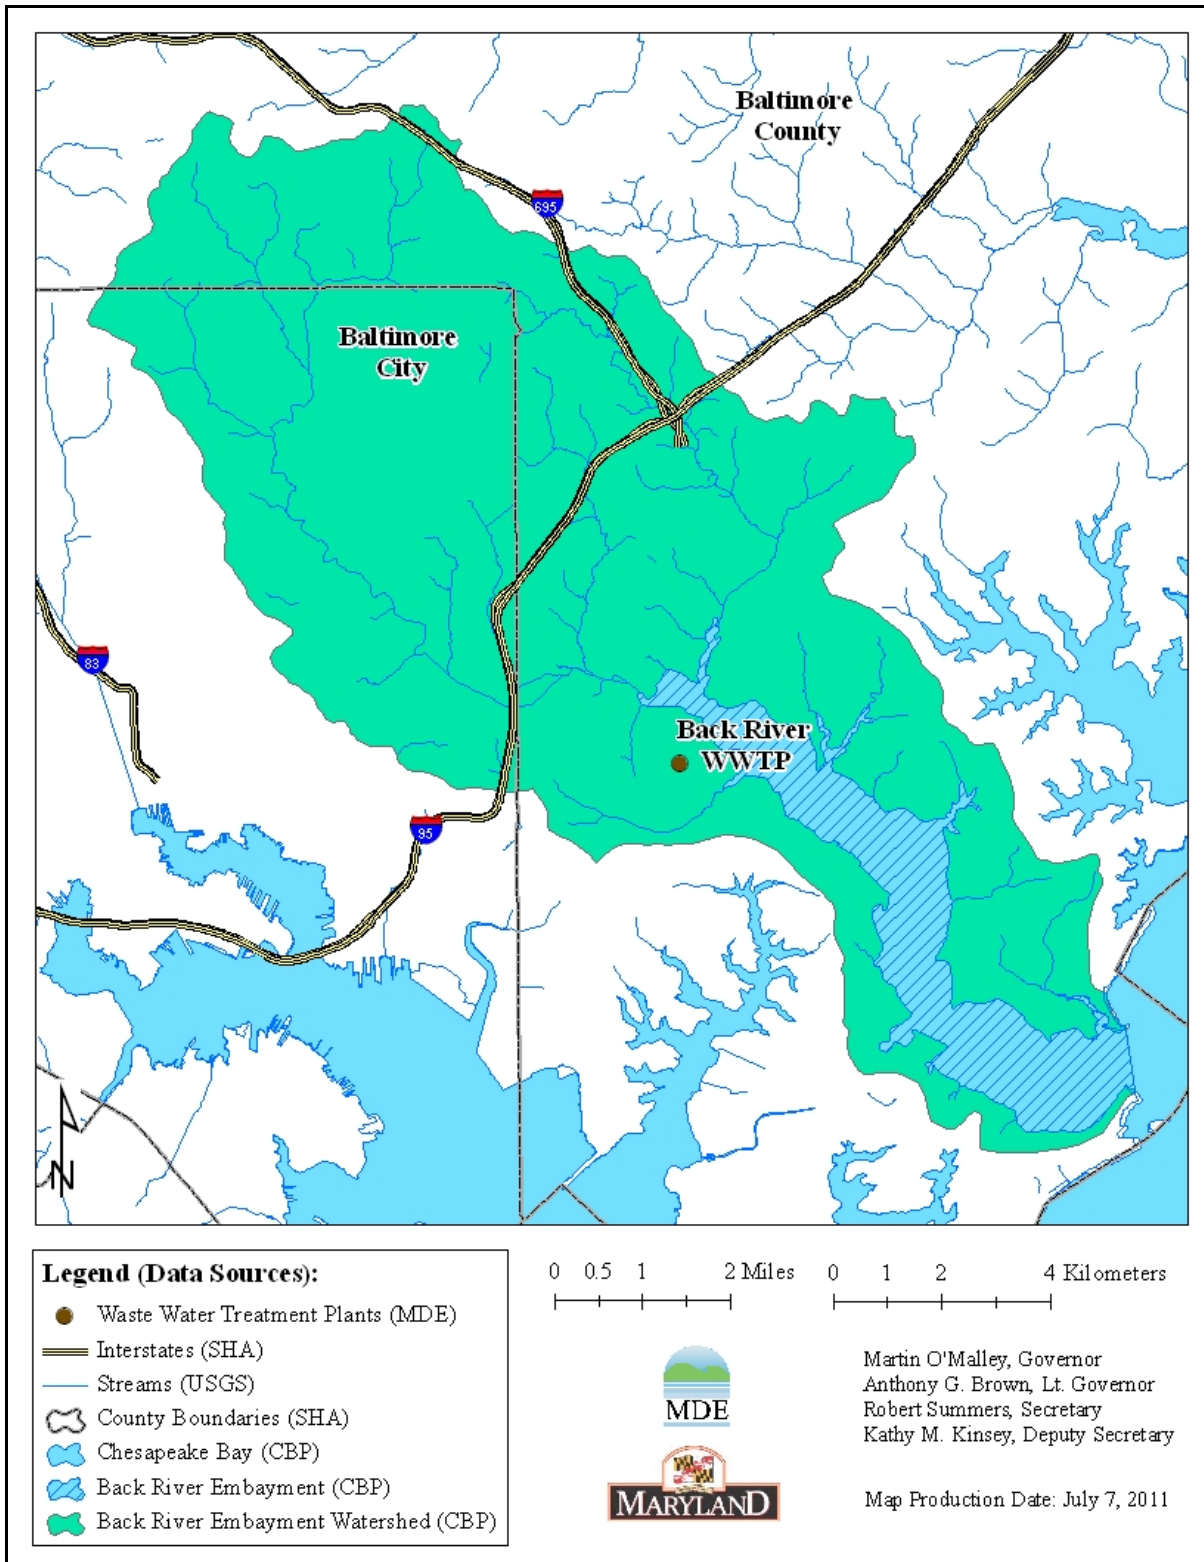 Baltimore
County
695
Baltimore
City
83
Back River
WWTP
95
N
Legend (Data Sources):
Waste Water Treatment Plants (MDE)
Interstates (SHA)
Streams (USGS)
County Boundaries (SHA)
Chesapeake Bay (CBP)
Back River Embayment (CBP)
Back River Embayment Watershed (CBP)
0 0.5 1 2 Miles
0 1 2 4 Kilometers
MDE
MARYLAND
Martin O'Malley, Governor
Anthony G. Brown, Lt. Governor
Robert Summers, Secretary
Kathy M. Kinsey, Deputy Secretary
Map Production Date: July 7, 2011